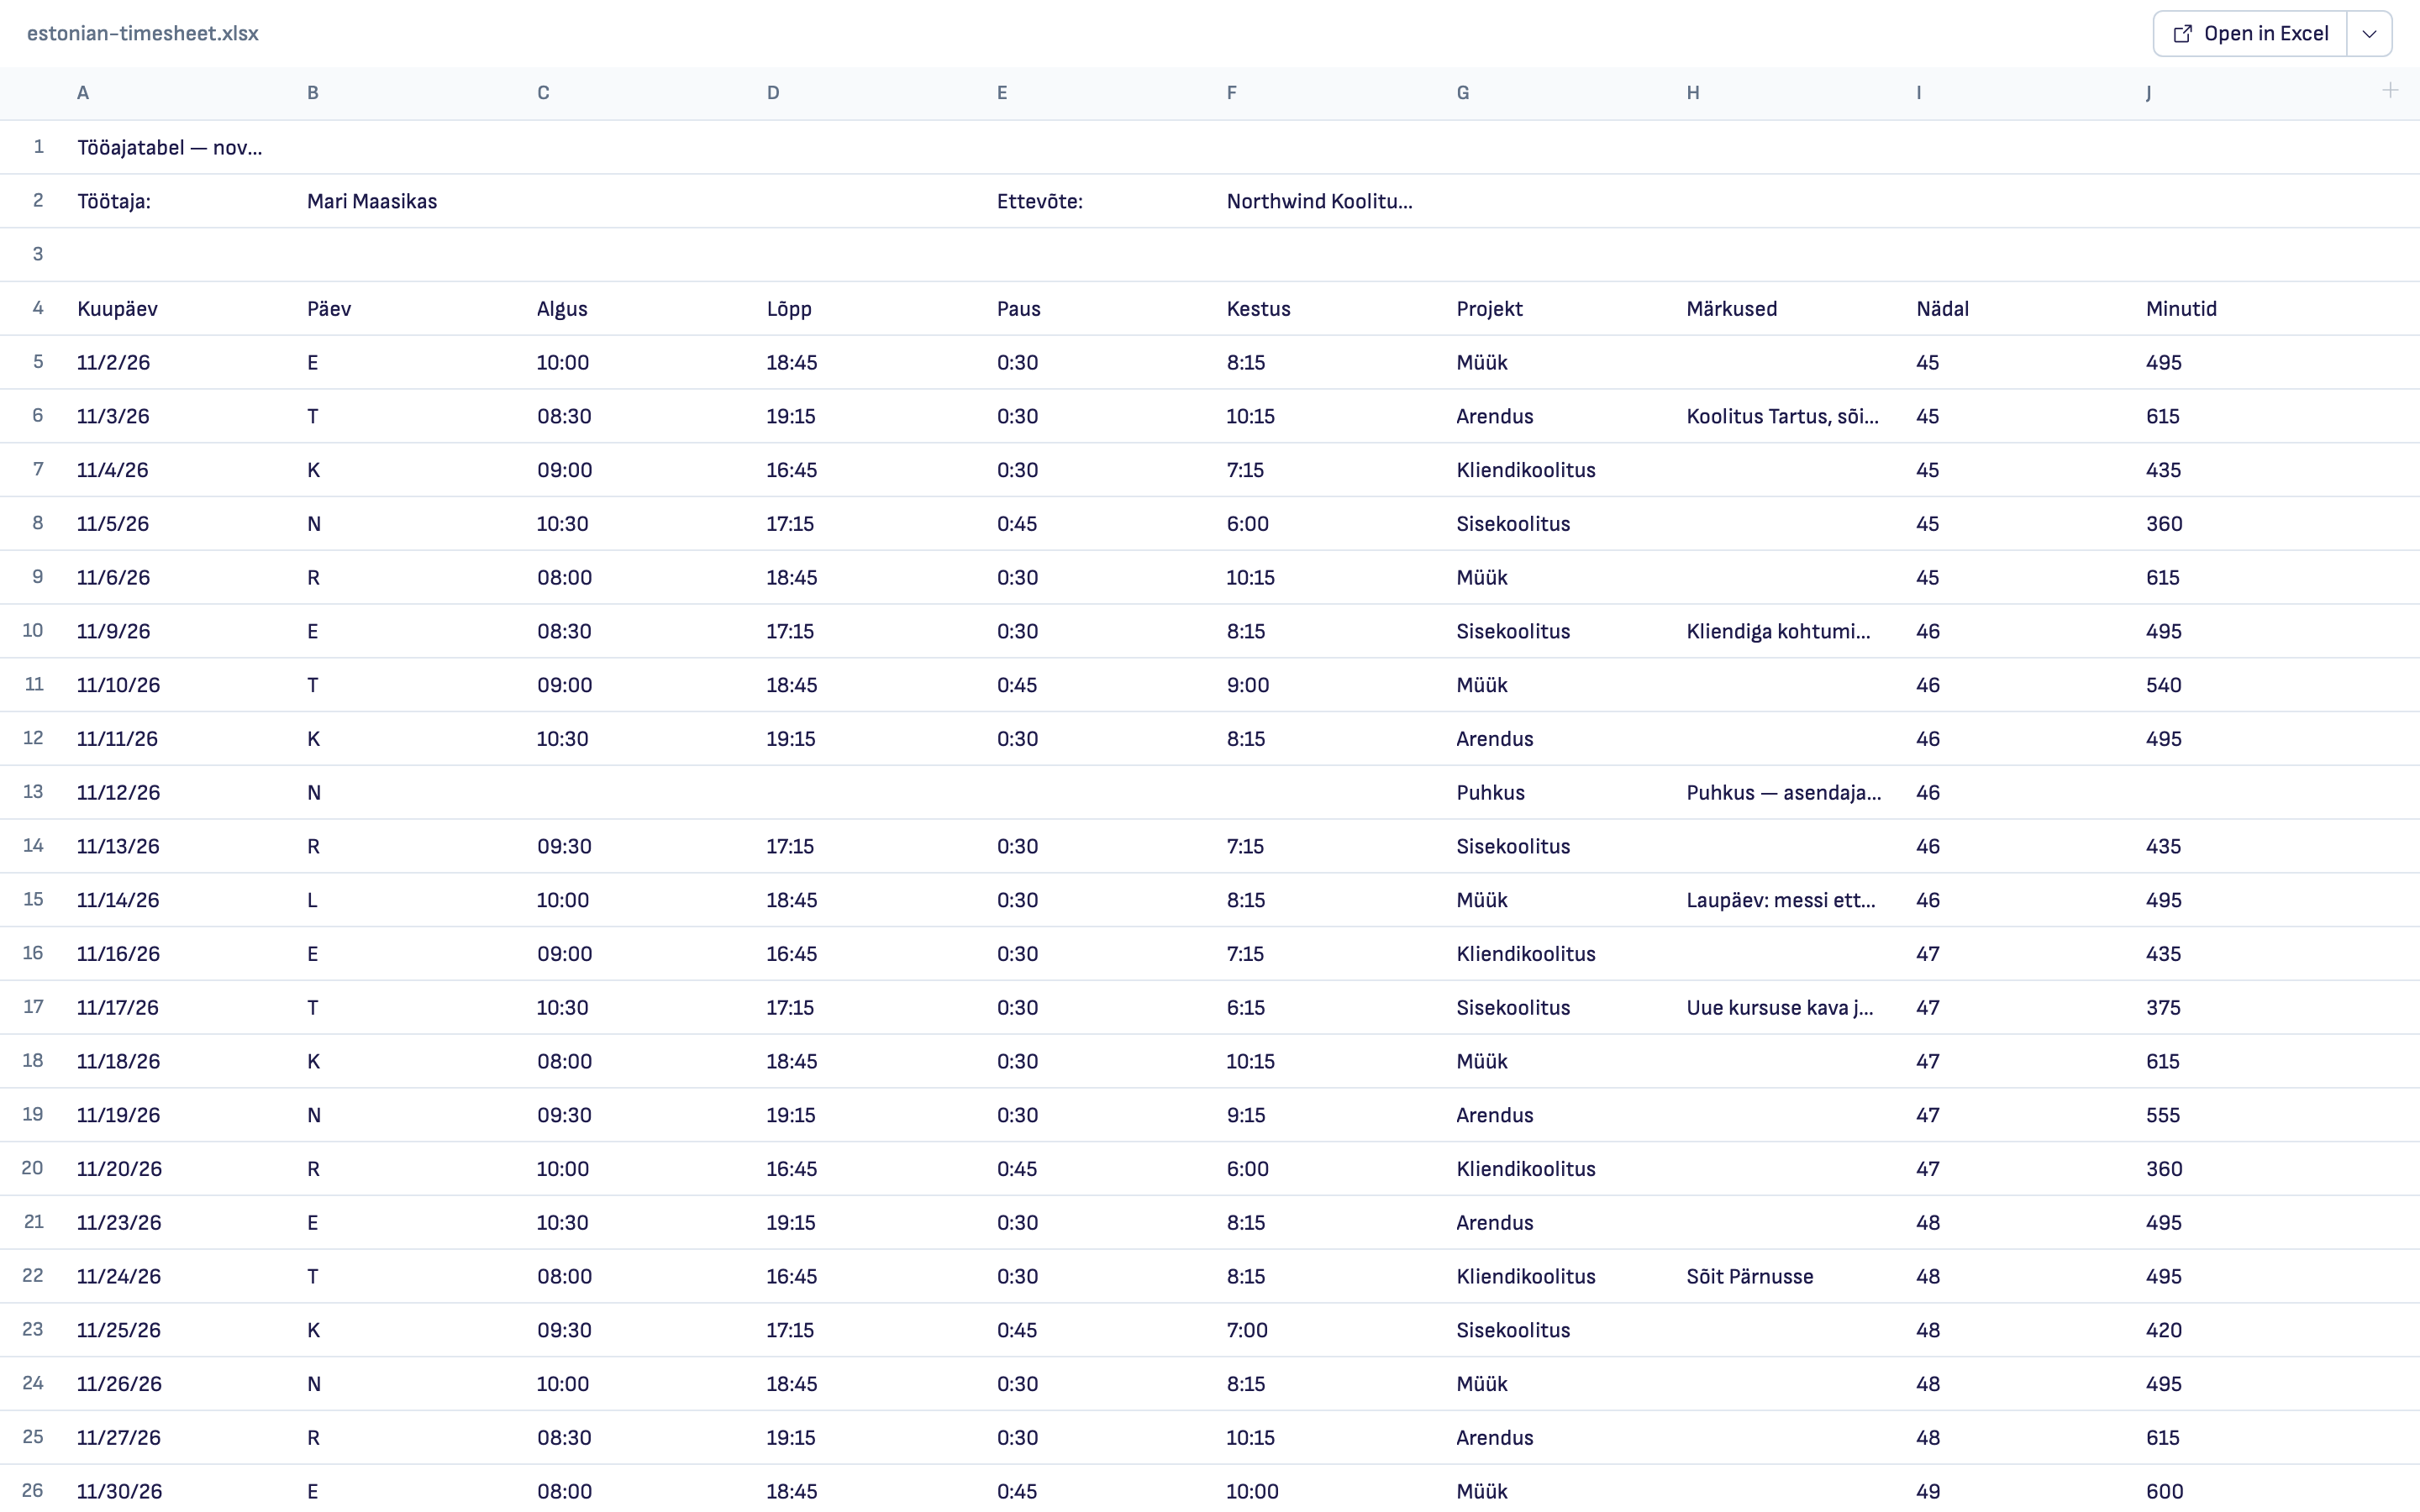 estonian-timesheet.xlsx Open in Excel
A B C D E F G H I J
1 Tööajatabel — nov...
2 Töötaja: Mari Maasikas Ettevõte: Northwind Koolitu...
3
4 Kuupäev Päev Algus Lõpp Paus Kestus Projekt Märkused Nädal Minutid
5 11/2/26 E 10:00 18:45 0:30 8:15 Müük 45 495
6 11/3/26 T 08:30 19:15 0:30 10:15 Arendus Koolitus Tartus, sõi... 45 615
7 11/4/26 K 09:00 16:45 0:30 7:15 Kliendikoolitus 45 435
8 11/5/26 N 10:30 17:15 0:45 6:00 Sisekoolitus 45 360
9 11/6/26 R 08:00 18:45 0:30 10:15 Müük 45 615
10 11/9/26 E 08:30 17:15 0:30 8:15 Sisekoolitus Kliendiga kohtumi... 46 495
11 11/10/26 T 09:00 18:45 0:45 9:00 Müük 46 540
12 11/11/26 K 10:30 19:15 0:30 8:15 Arendus 46 495
13 11/12/26 N Puhkus Puhkus — asendaja... 46
14 11/13/26 R 09:30 17:15 0:30 7:15 Sisekoolitus 46 435
15 11/14/26 L 10:00 18:45 0:30 8:15 Müük Laupäev: messi ett... 46 495
16 11/16/26 E 09:00 16:45 0:30 7:15 Kliendikoolitus 47 435
17 11/17/26 T 10:30 17:15 0:30 6:15 Sisekoolitus Uue kursuse kava j... 47 375
18 11/18/26 K 08:00 18:45 0:30 10:15 Müük 47 615
19 11/19/26 N 09:30 19:15 0:30 9:15 Arendus 47 555
20 11/20/26 R 10:00 16:45 0:45 6:00 Kliendikoolitus 47 360
21 11/23/26 E 10:30 19:15 0:30 8:15 Arendus 48 495
22 11/24/26 T 08:00 16:45 0:30 8:15 Kliendikoolitus Sõit Pärnusse 48 495
23 11/25/26 K 09:30 17:15 0:45 7:00 Sisekoolitus 48 420
24 11/26/26 N 10:00 18:45 0:30 8:15 Müük 48 495
25 11/27/26 R 08:30 19:15 0:30 10:15 Arendus 48 615
26 11/30/26 E 08:00 18:45 0:45 10:00 Müük 49 600